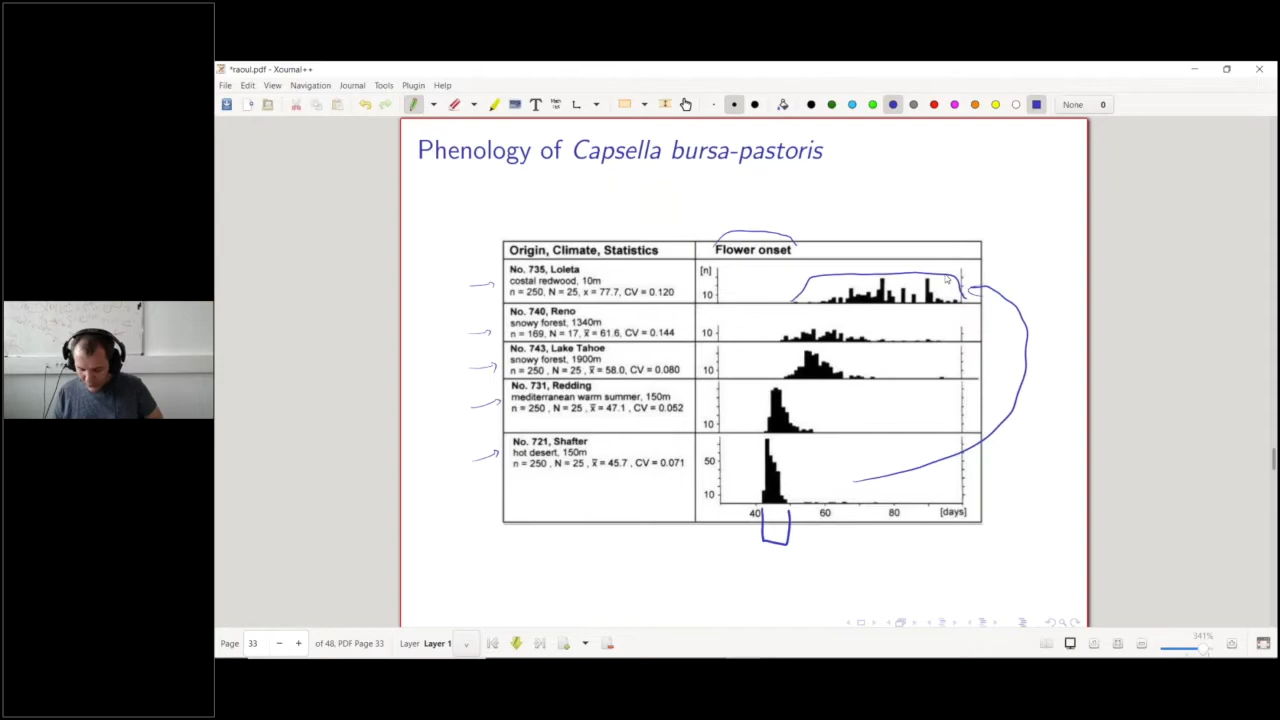 *raoul.pdf - Xournal++
File Edit View Navigation Journal Tools Plugin Help
None 0
Phenology of Capsella bursa-pastoris
Origin, Climate, Statistics
Flower onset
No. 735, Loleta
costal redwood, 10m
n = 250, N = 25, x = 77.7, CV = 0.120
[n]
10
No. 740, Reno
snowy forest, 1340m
n = 169, N = 17, x̅ = 61.6, CV = 0.144
10
No. 743, Lake Tahoe
snowy forest, 1900m
n = 250 , N = 25, x̅ = 58.0, CV = 0.080
10
No. 731, Redding
mediterranean warm summer, 150m
n = 250 , N = 25, x̅ = 47.1 , CV = 0.052
10
No. 721, Shafter
hot desert, 150m
n = 250 , N = 25 , x̅ = 45.7, CV = 0.071
50
10
40 60 80 [days]
Page 33 of 48, PDF Page 33 Layer Layer 1
341%